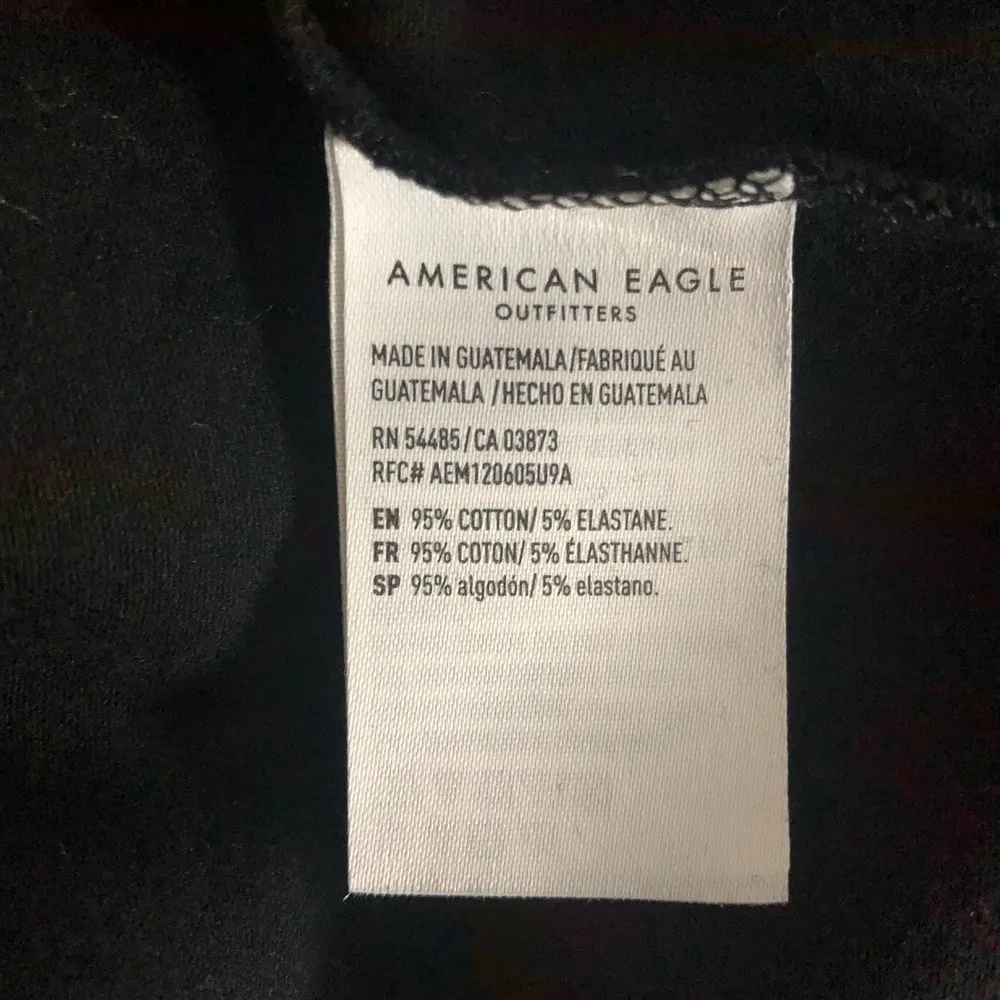 AMERICAN EAGLE
OUTFITTERS
MADE IN GUATEMALA/FABRIQUÉ AU
GUATEMALA /HECHO EN GUATEMALA
RN 54485/CA 03873
RFC# AEM120605U9A
EN 95% COTTON/ 5% ELASTANE.
FR 95% COTON/ 5% ÉLASTHANNE.
SP 95% algodón/ 5% elastano.